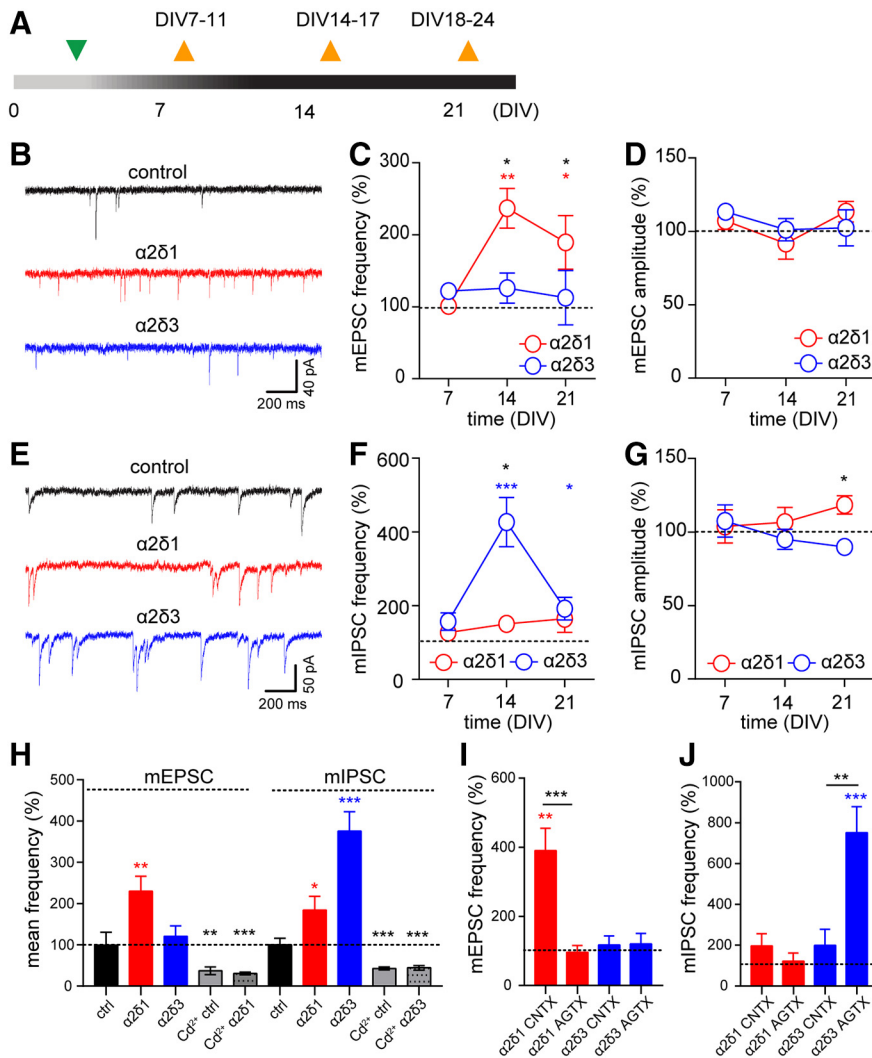 A
DIV7-11 DIV14-17 DIV18-24
0 7 14 21 (DIV)
B
control
α2δ1
α2δ3
40 pA
200 ms
C
mEPSC frequency (%)
300
200
100
0
* *
** *
α2δ1
α2δ3
7 14 21
time (DIV)
D
mEPSC amplitude (%)
150
100
50
0
α2δ1
α2δ3
7 14 21
time (DIV)
E
control
α2δ1
α2δ3
50 pA
200 ms
F
mIPSC frequency (%)
600
400
200
0
*
*** *
α2δ1 α2δ3
7 14 21
time (DIV)
G
mIPSC amplitude (%)
150
100
50
0
*
α2δ1 α2δ3
7 14 21
time (DIV)
H
mean frequency (%)
500
400
300
200
100
0
mEPSC mIPSC
** ** *** * *** *** ***
ctrl
α2δ1
α2δ3
Cd²⁺ ctrl
Cd²⁺ α2δ1
ctrl
α2δ1
α2δ3
Cd²⁺ ctrl
Cd²⁺ α2δ3
I
mEPSC frequency (%)
600
400
200
0
***
**
α2δ1 CNTX
α2δ1 AGTX
α2δ3 CNTX
α2δ3 AGTX
J
mIPSC frequency (%)
1000
800
600
400
200
0
**
***
α2δ1 CNTX
α2δ1 AGTX
α2δ3 CNTX
α2δ3 AGTX